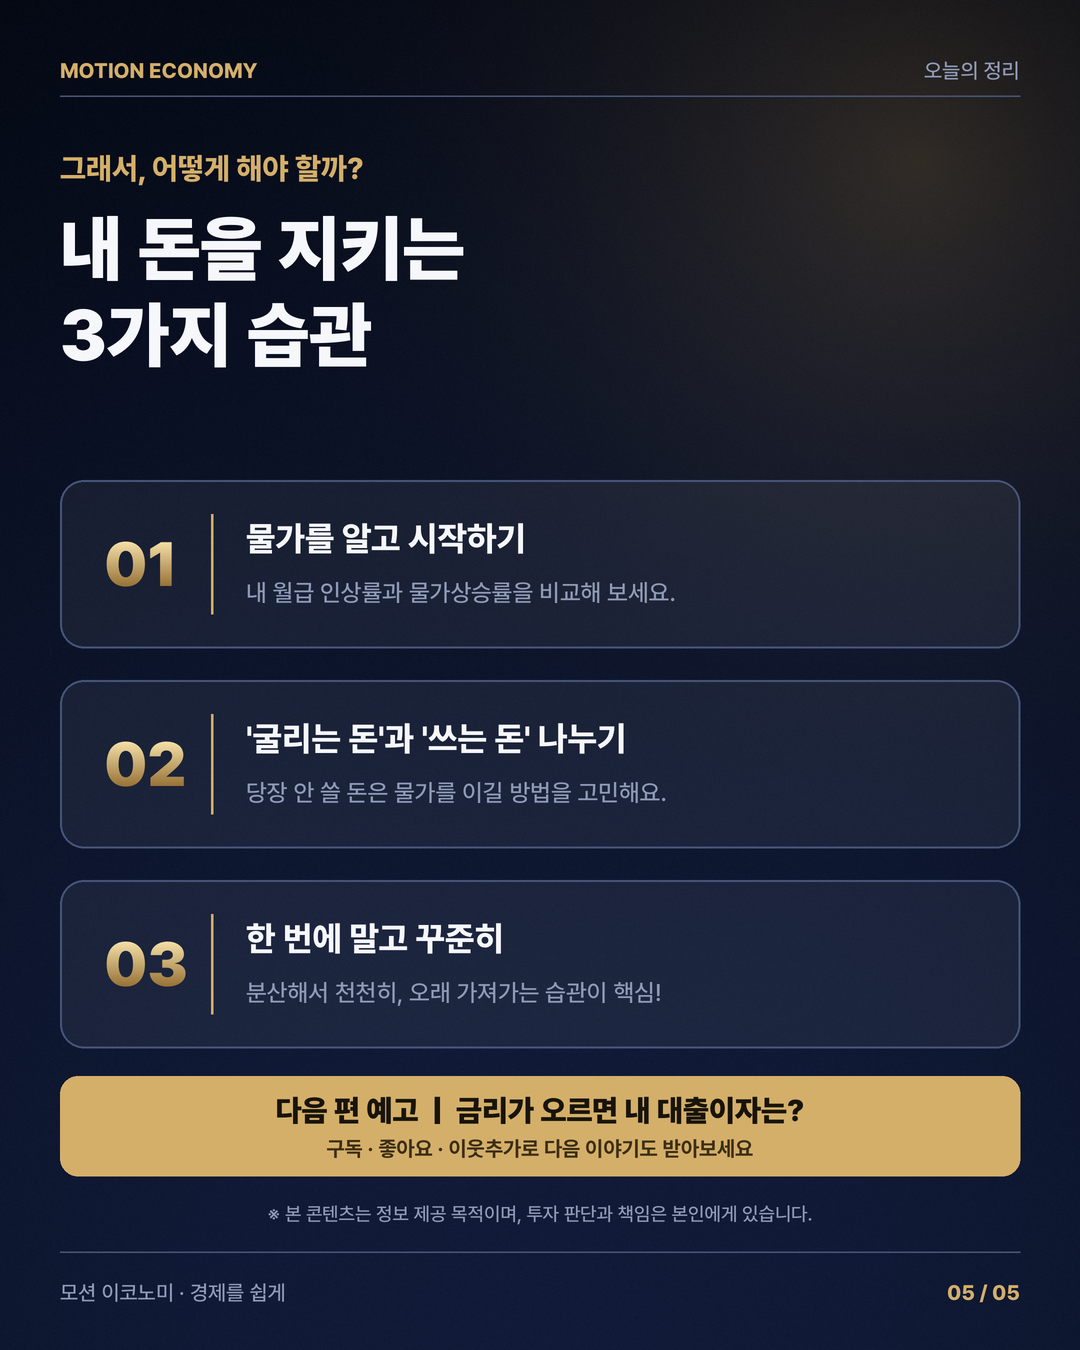 MOTION ECONOMY
오늘의 정리
그래서, 어떻게 해야 할까?
내 돈을 지키는
3가지 습관
01
물가를 알고 시작하기
내 월급 인상률과 물가상승률을 비교해 보세요.
02
'굴리는 돈'과 '쓰는 돈' 나누기
당장 안 쓸 돈은 물가를 이길 방법을 고민해요.
03
한 번에 말고 꾸준히
분산해서 천천히, 오래 가져가는 습관이 핵심!
다음 편 예고 | 금리가 오르면 내 대출이자는?
구독 · 좋아요 · 이웃추가로 다음 이야기도 받아보세요
※ 본 콘텐츠는 정보 제공 목적이며, 투자 판단과 책임은 본인에게 있습니다.
모션 이코노미 · 경제를 쉽게
05 / 05